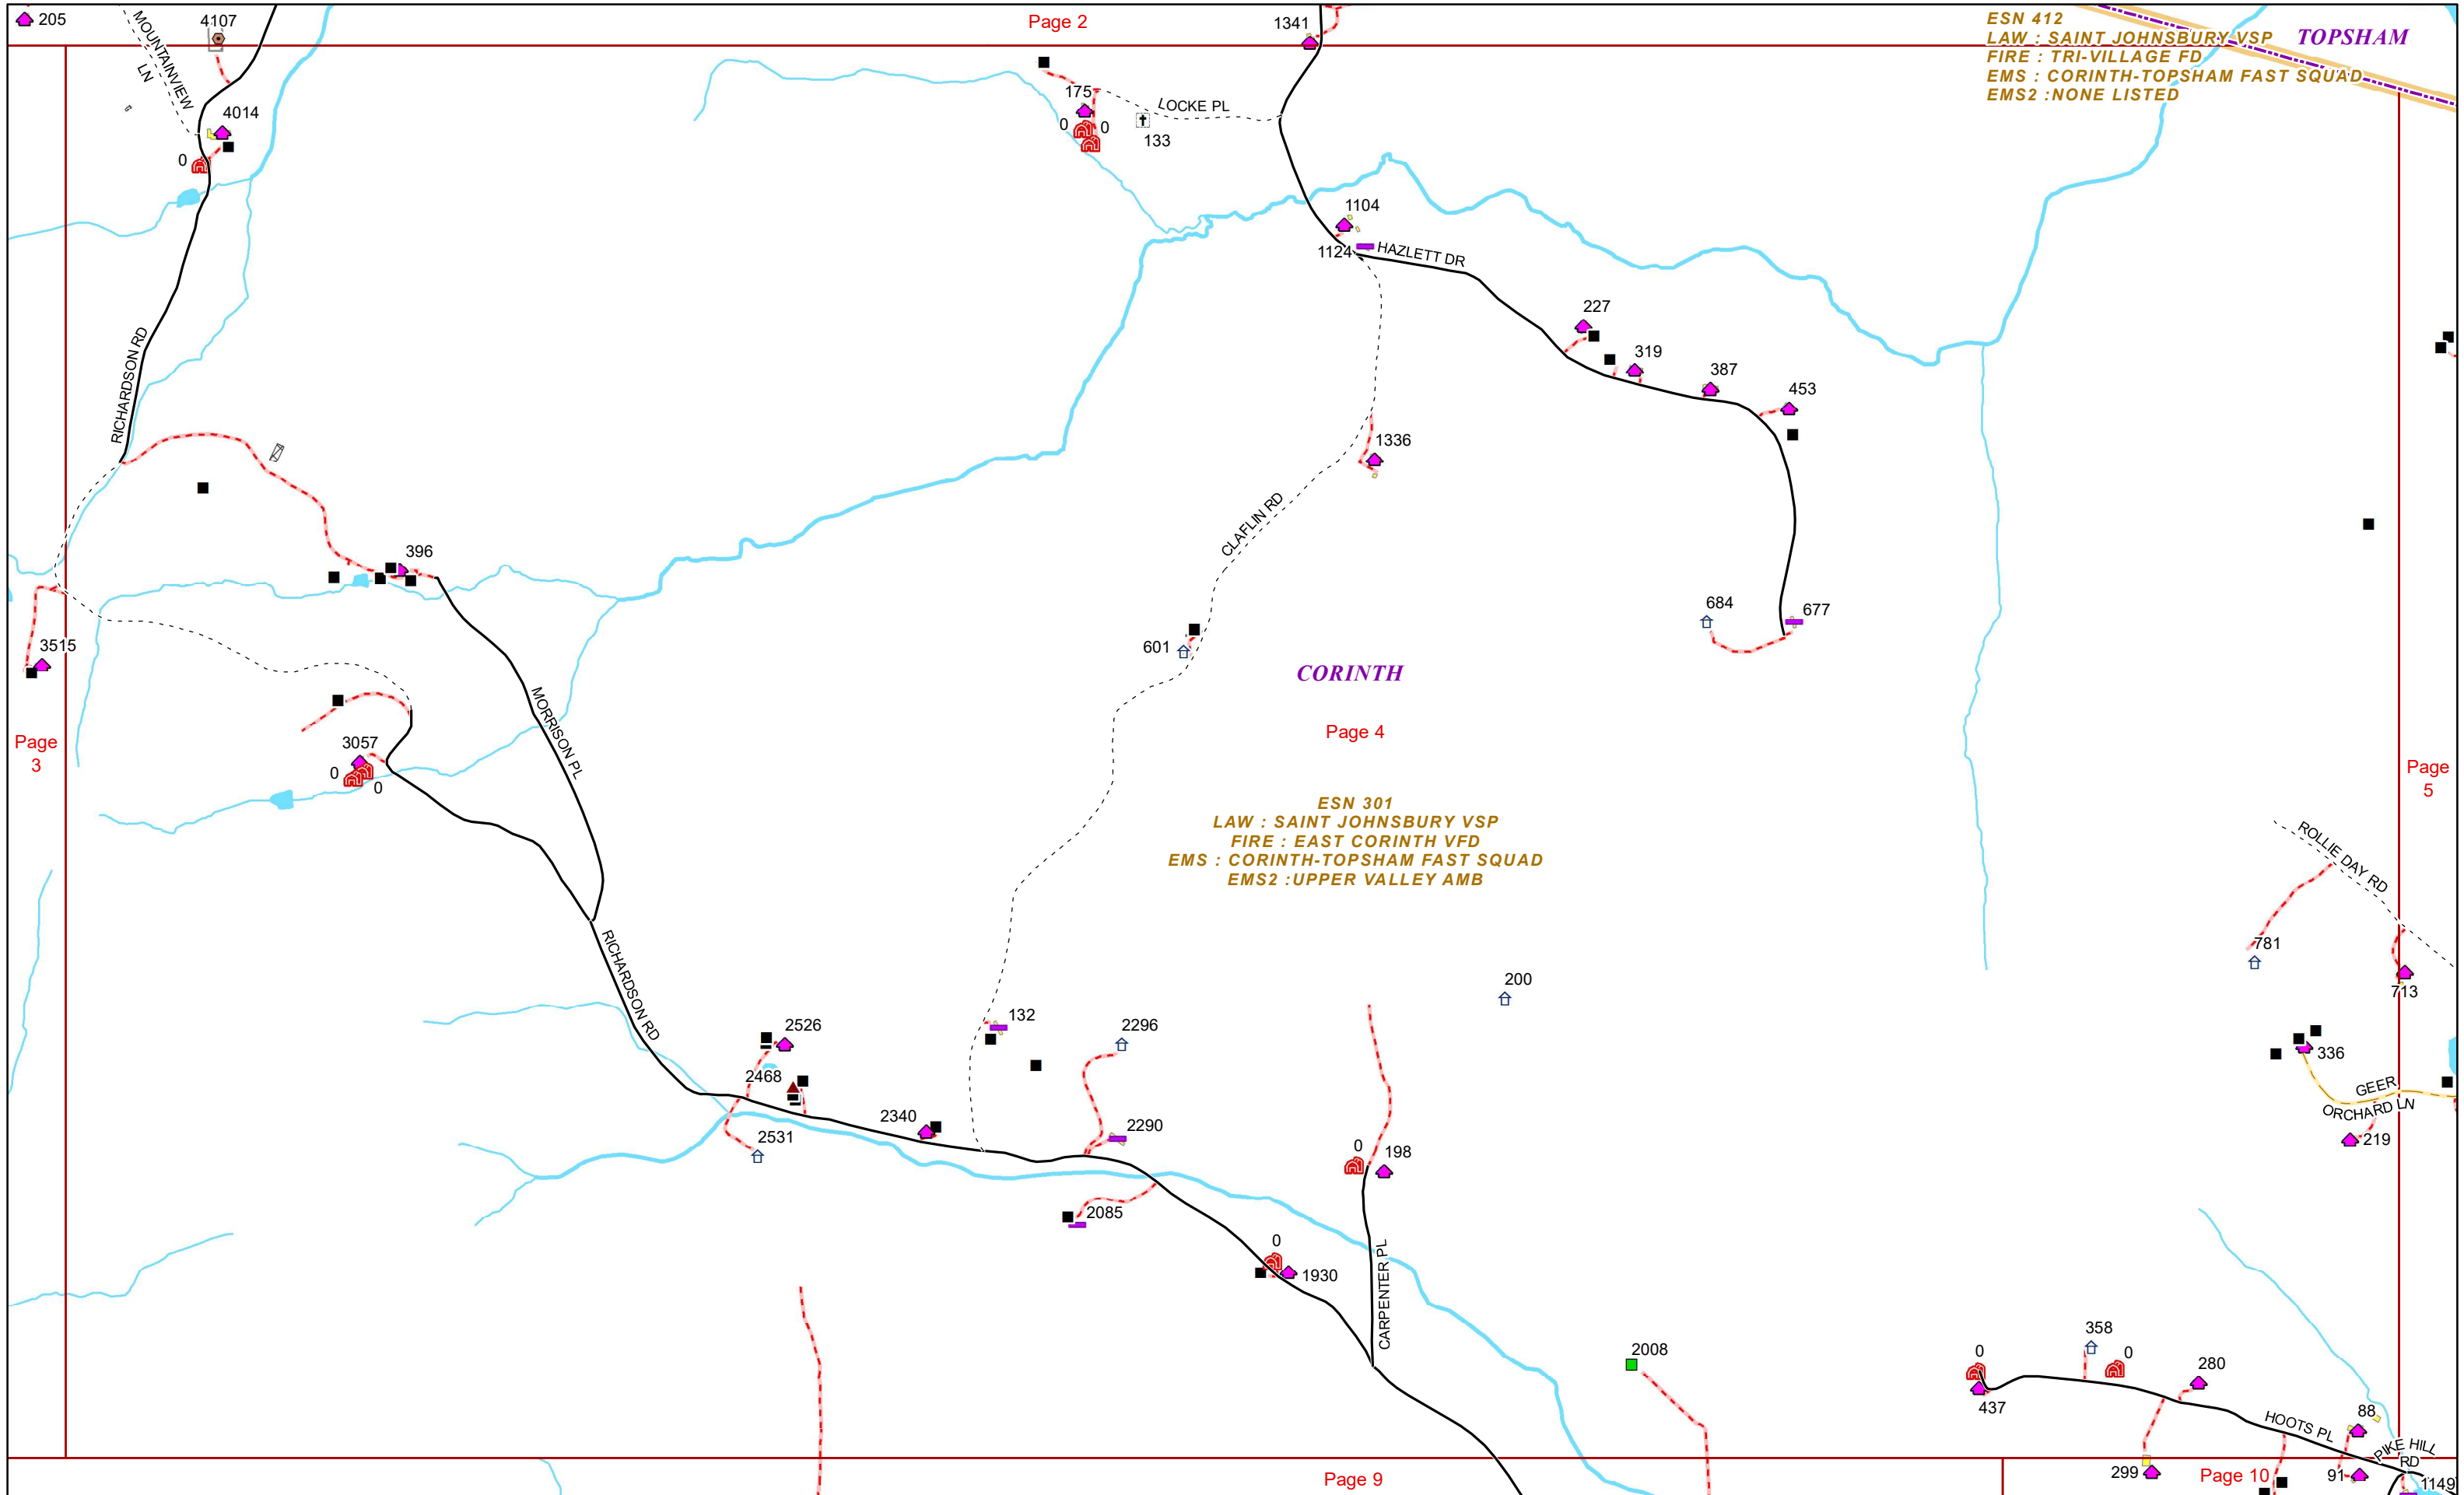 205
MOUNTAINVIEW
LN
4107
Page 2
1341
ESN 412
LAW : SAINT JOHNSBURY VSP
FIRE : TRI-VILLAGE FD
EMS : CORINTH-TOPSHAM FAST SQUAD
EMS2 :NONE LISTED
TOPSHAM
4014
0
175
0
0
LOCKE PL
133
1104
1124
HAZLETT DR
227
319
387
453
RICHARDSON RD
1336
CLAFLIN RD
396
3515
601
684
677
CORINTH
Page 4
MORRISON PL
Page
3
3057
0
0
Page
5
ESN 301
LAW : SAINT JOHNSBURY VSP
FIRE : EAST CORINTH VFD
EMS : CORINTH-TOPSHAM FAST SQUAD
EMS2 :UPPER VALLEY AMB
ROLLIE DAY RD
781
713
RICHARDSON RD
200
132
2296
2526
2468
336
GEER
ORCHARD LN
219
2340
2290
2531
0
198
2085
0
1930
CARPENTER PL
2008
0
437
358
0
280
HOOTS PL
88
PIKE HILL
RD
299
Page 10
91
1149
Page 9